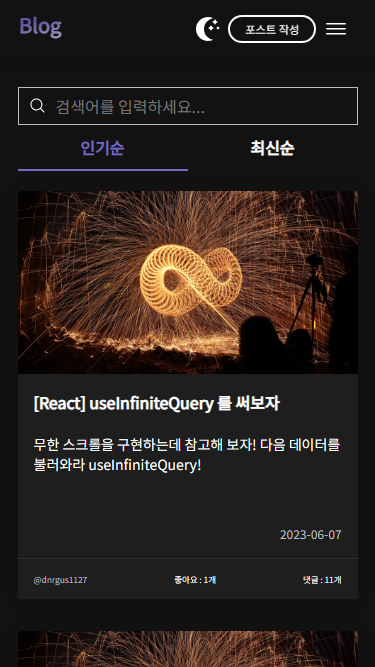 Blog
포스트 작성
검색어를 입력하세요...
인기순
최신순
[React] useInfiniteQuery 를 써보자
무한 스크롤을 구현하는데 참고해 보자! 다음 데이터를
불러와라 useInfiniteQuery!
2023-06-07
@dnrgus1127
좋아요 : 1개
댓글 : 11개